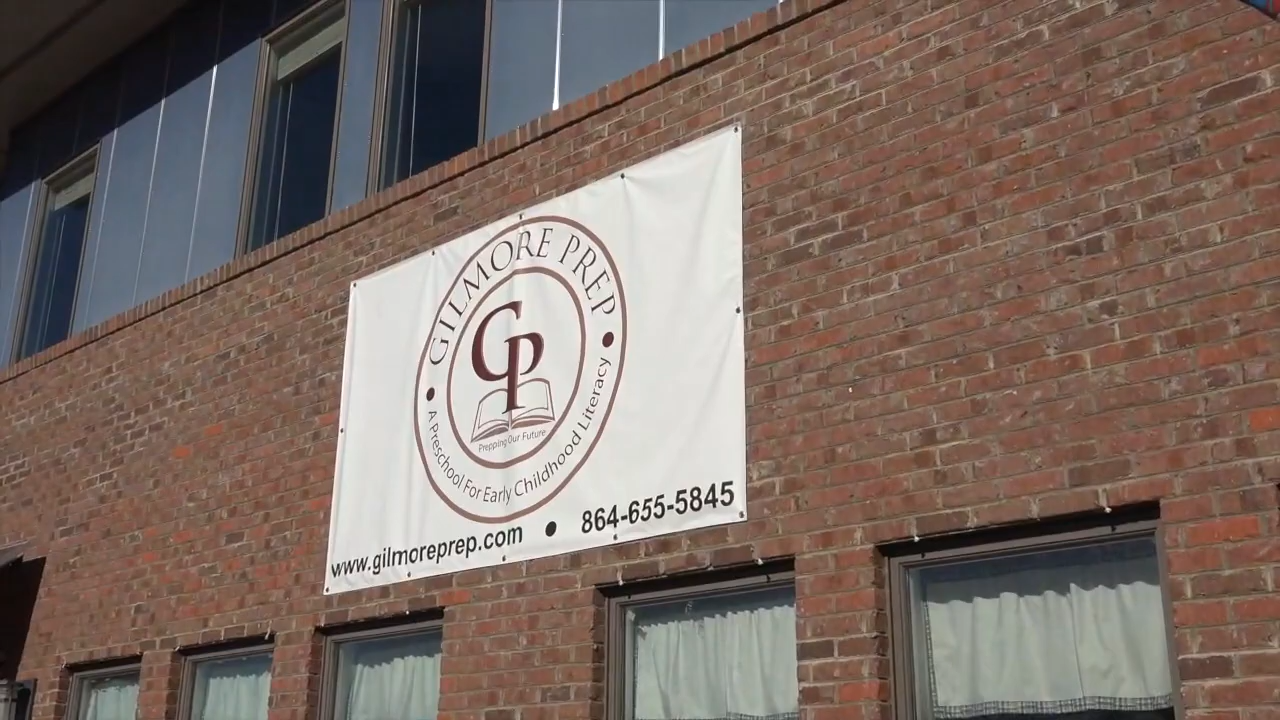 GILMORE PREP
GP
Prepping Our Future
A Preschool For Early Childhood Literacy
www.gilmoreprep.com • 864-655-5845